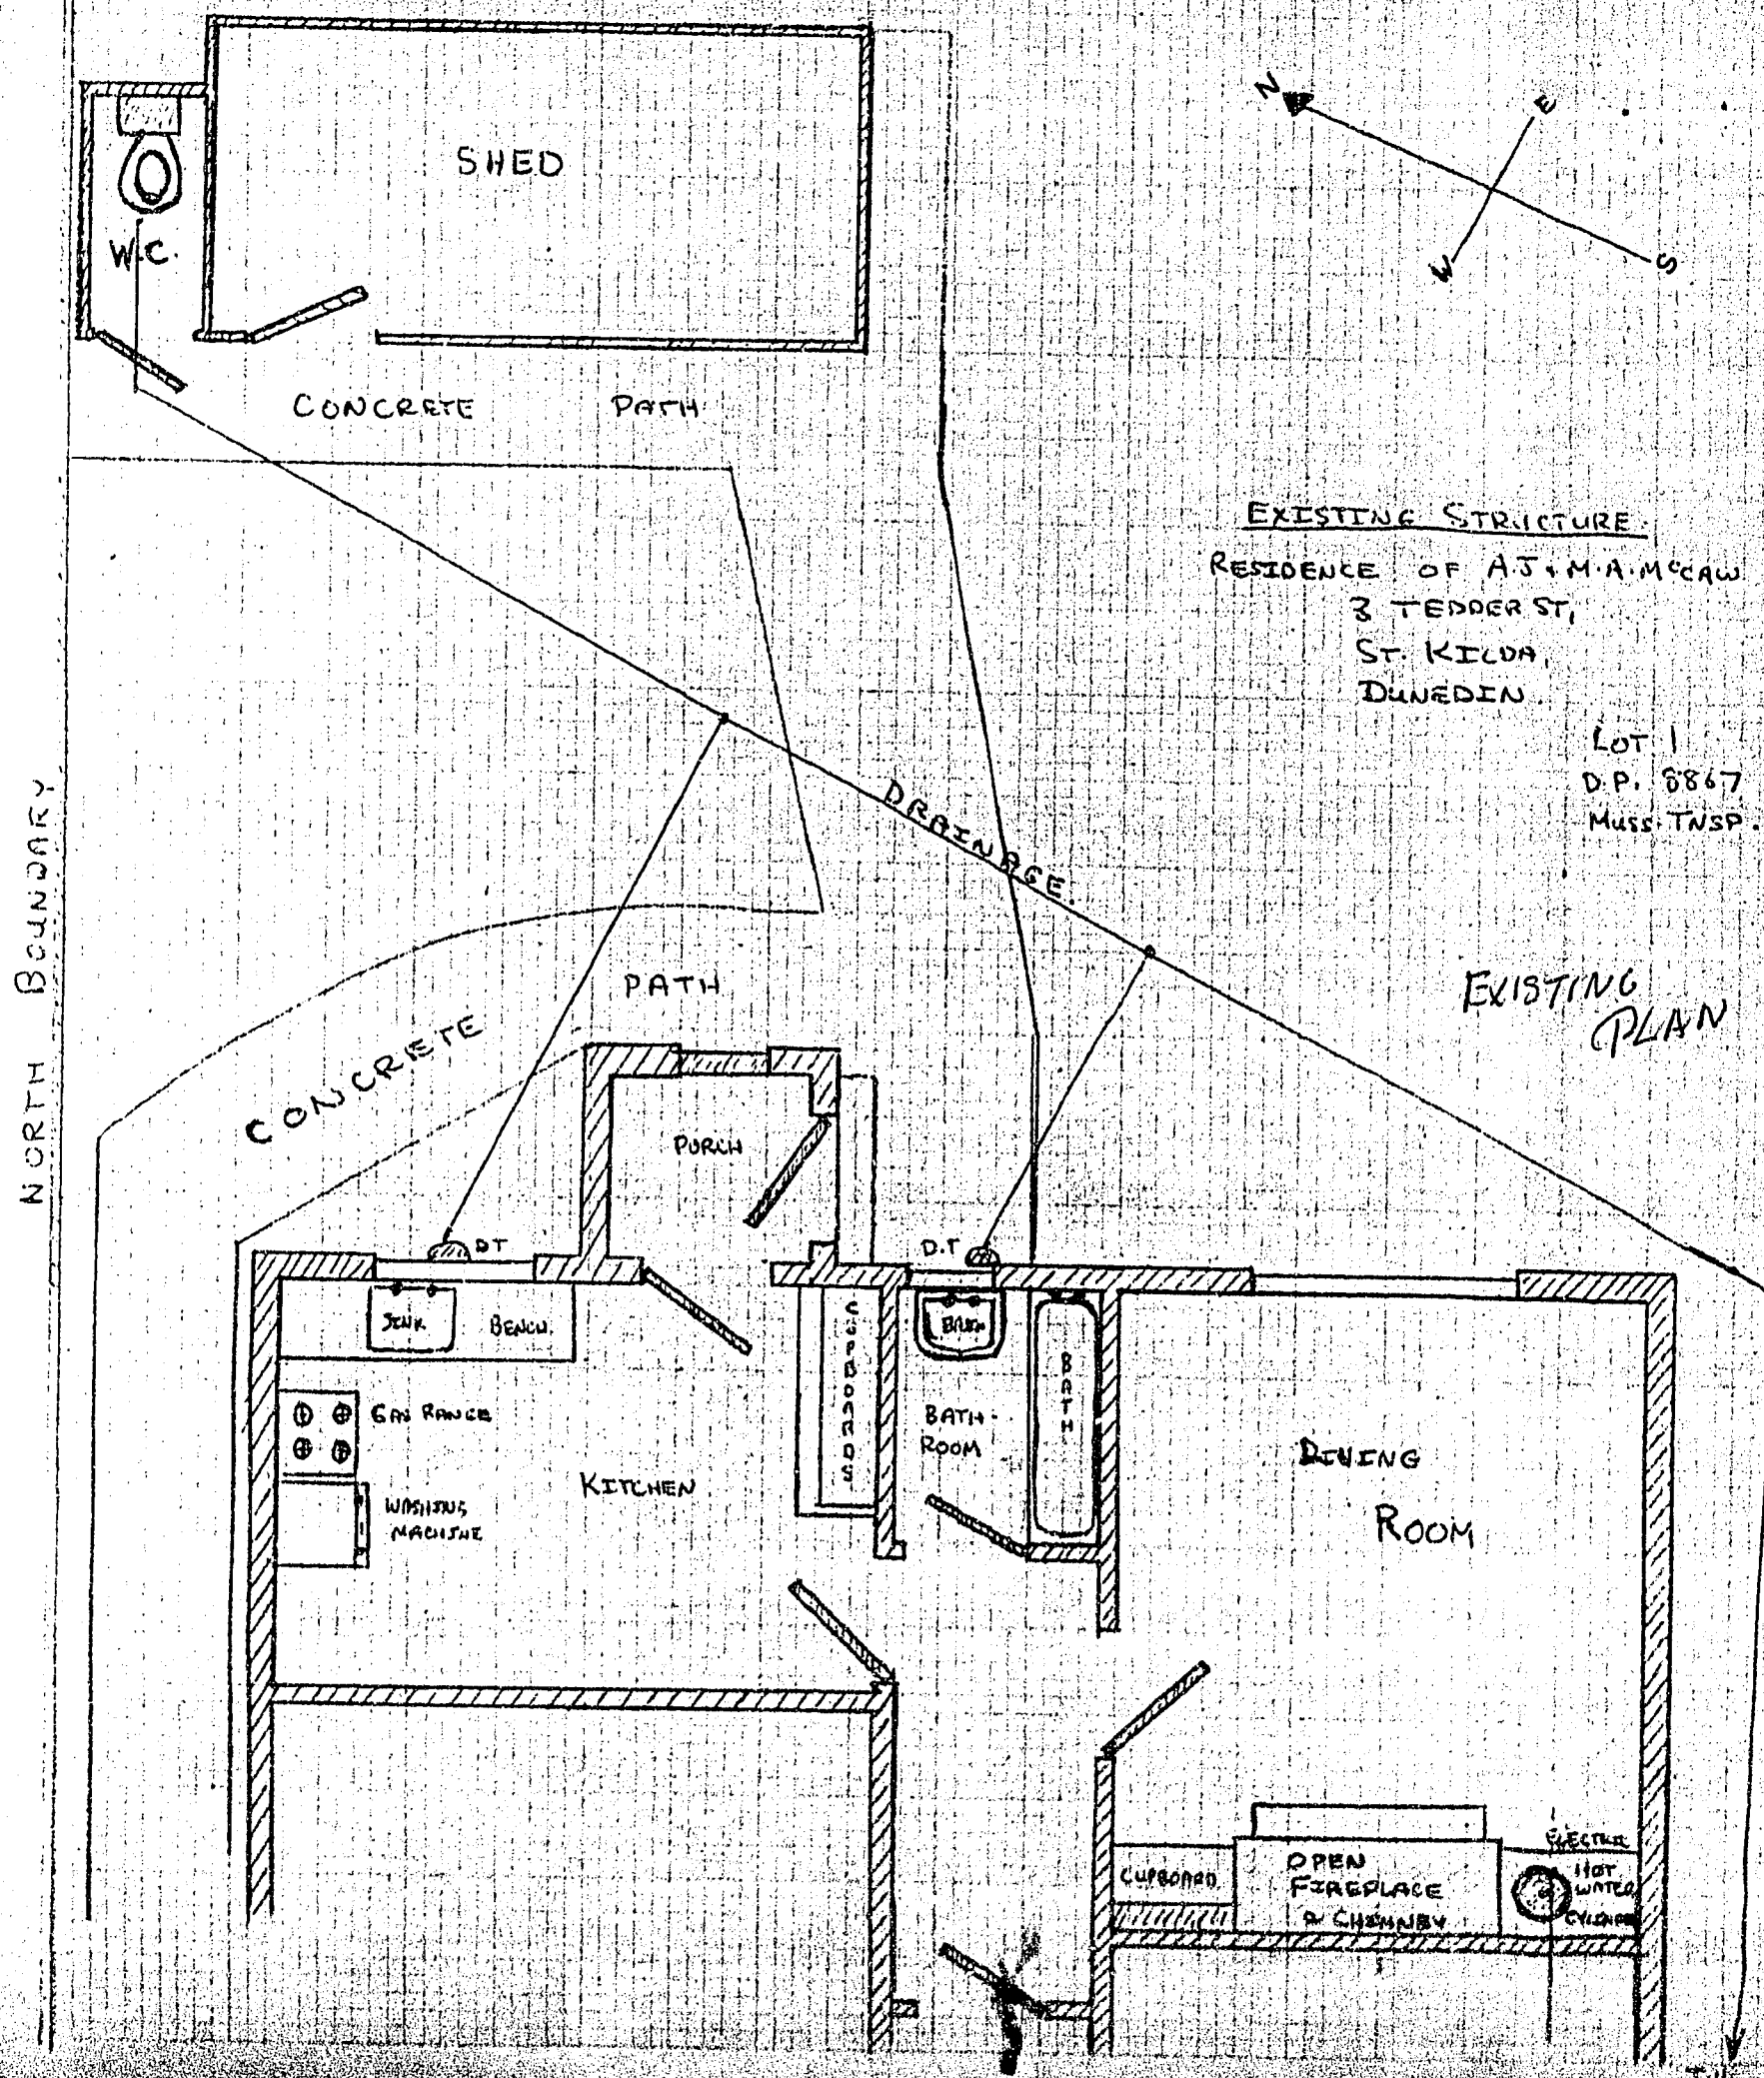 N
E
W
S
SHED
W.C.
CONCRETE PATH
EXISTING STRUCTURE.
RESIDENCE OF A.J & M.A. McCAW
3 TEDDER ST,
ST. KILDA,
DUNEDIN.
LOT 1
D.P. 8867
MUSS. TNSP.
NORTH BOUNDARY
DRAINAGE.
EXISTING
PLAN
CONCRETE PATH
PORCH
DT
D.T
SINK
BENCH.
CUPBOARDS
BASIN
BATH
GAS RANGE
BATH-
ROOM
KITCHEN
WASHING
MACHINE
DINING
ROOM
CUPBOARD
OPEN
FIREPLACE
& CHIMNEY
ELECTRIC
HOT
WATER
CYLINDER